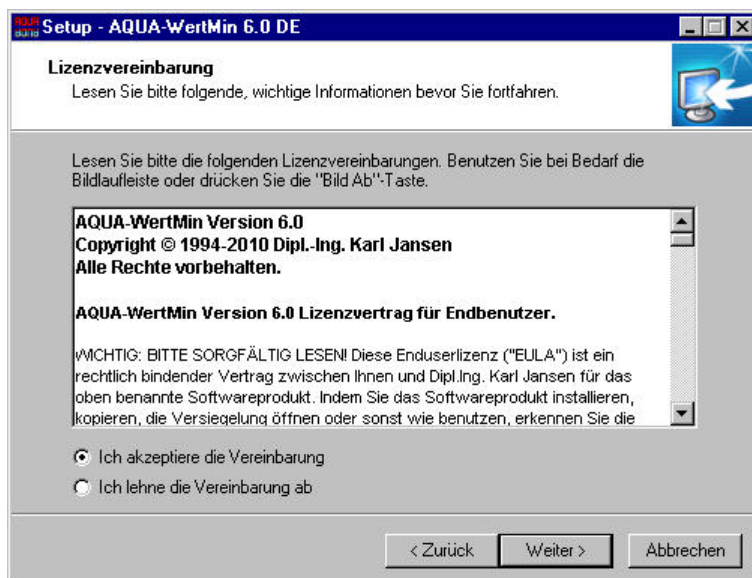 Setup - AQUA-WertMin 6.0 DE
Lizenzvereinbarung
Lesen Sie bitte folgende, wichtige Informationen bevor Sie fortfahren.
Lesen Sie bitte die folgenden Lizenzvereinbarungen. Benutzen Sie bei Bedarf die
Bildlaufleiste oder drücken Sie die "Bild Ab"-Taste.
AQUA-WertMin Version 6.0
Copyright © 1994-2010 Dipl.-Ing. Karl Jansen
Alle Rechte vorbehalten.
AQUA-WertMin Version 6.0 Lizenzvertrag für Endbenutzer.
WICHTIG: BITTE SORGFÄLTIG LESEN! Diese Enduserlizenz ("EULA") ist ein
rechtlich bindender Vertrag zwischen Ihnen und Dipl.Ing. Karl Jansen für das
oben benannte Softwareprodukt. Indem Sie das Softwareprodukt installieren,
kopieren, die Versiegelung öffnen oder sonst wie benutzen, erkennen Sie die
Ich akzeptiere die Vereinbarung
Ich lehne die Vereinbarung ab
< Zurück
Weiter >
Abbrechen